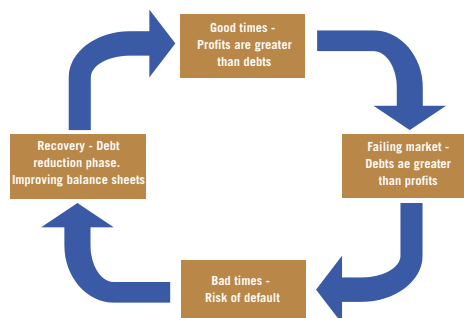 Good times -
Profits are greater
than debts
Failing market -
Debts ae greater
than profits
Bad times -
Risk of default
Recovery - Debt
reduction phase.
Improving balance sheets